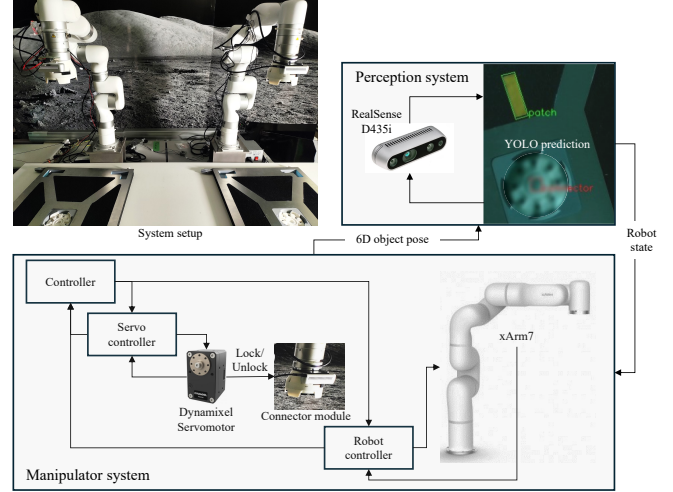 Perception system
RealSense
D435i
patch
YOLO prediction
connector
System setup
6D object pose
Robot
state
Controller
Servo
controller
Lock/
Unlock
xArm7
Dynamixel
Servomotor
Connector module
Robot
controller
Manipulator system